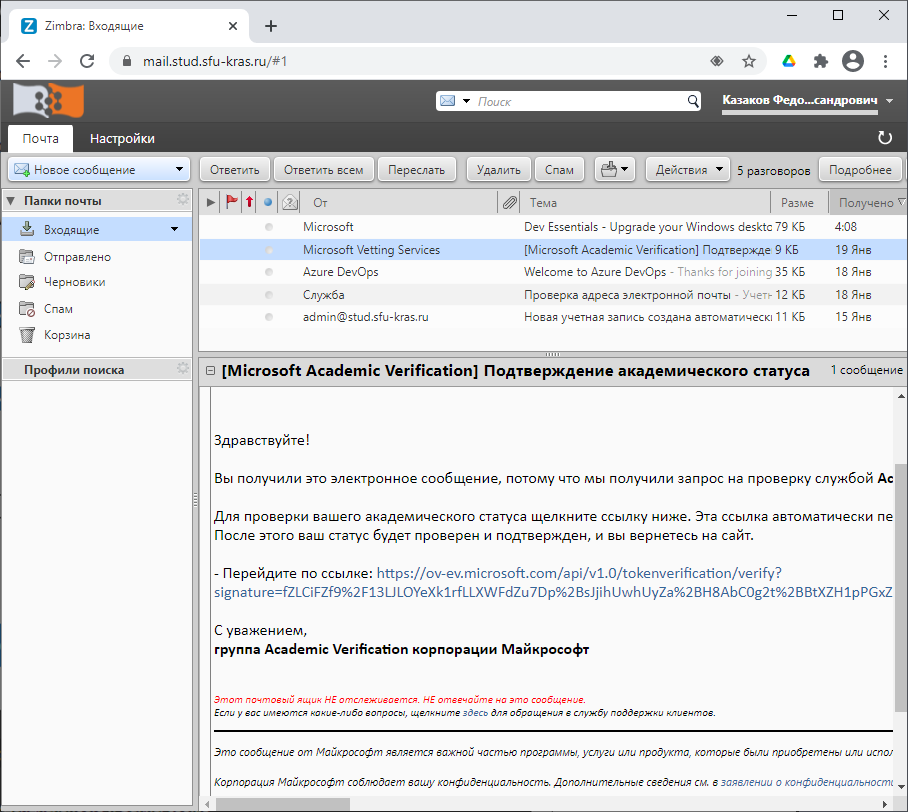 Zimbra: Входящие
mail.stud.sfu-kras.ru/#1
Поиск
Казаков Федо...сандрович
Почта
Настройки
Новое сообщение
Ответить
Ответить всем
Переслать
Удалить
Спам
Действия
5 разговоров
Подробнее
Папки почты
Входящие
Отправлено
Черновики
Спам
Корзина
Профили поиска
От Тема Разме Получено
Microsoft Dev Essentials - Upgrade your Windows deskto 79 КБ 4:08
Microsoft Vetting Services [Microsoft Academic Verification] Подтвержде 9 КБ 19 Янв
Azure DevOps Welcome to Azure DevOps - Thanks for joining 35 КБ 18 Янв
Служба Проверка адреса электронной почты - Учетн 12 КБ 18 Янв
admin@stud.sfu-kras.ru Новая учетная запись создана автоматическ 11 КБ 15 Янв
[Microsoft Academic Verification] Подтверждение академического статуса 1 сообщение
Здравствуйте!
Вы получили это электронное сообщение, потому что мы получили запрос на проверку службой Ac
Для проверки вашего академического статуса щелкните ссылку ниже. Эта ссылка автоматически пе
После этого ваш статус будет проверен и подтвержден, и вы вернетесь на сайт.
- Перейдите по ссылке: https://ov-ev.microsoft.com/api/v1.0/tokenverification/verify?
signature=fZLCiFZf9%2F13LJLOYeXk1rfLLXWFdZu7Dp%2BsJjihUwhUyZa%2BH8AbC0g2t%2BBtXZH1pPGxZ
С уважением,
группа Academic Verification корпорации Майкрософт
Этот почтовый ящик НЕ отслеживается. НЕ отвечайте на это сообщение.
Если у вас имеются какие-либо вопросы, щелкните здесь для обращения в службу поддержки клиентов.
Это сообщение от Майкрософт является важной частью программы, услуги или продукта, которые были приобретены или испол
Корпорация Майкрософт соблюдает вашу конфиденциальность. Дополнительные сведения см. в заявлении о конфиденциальност